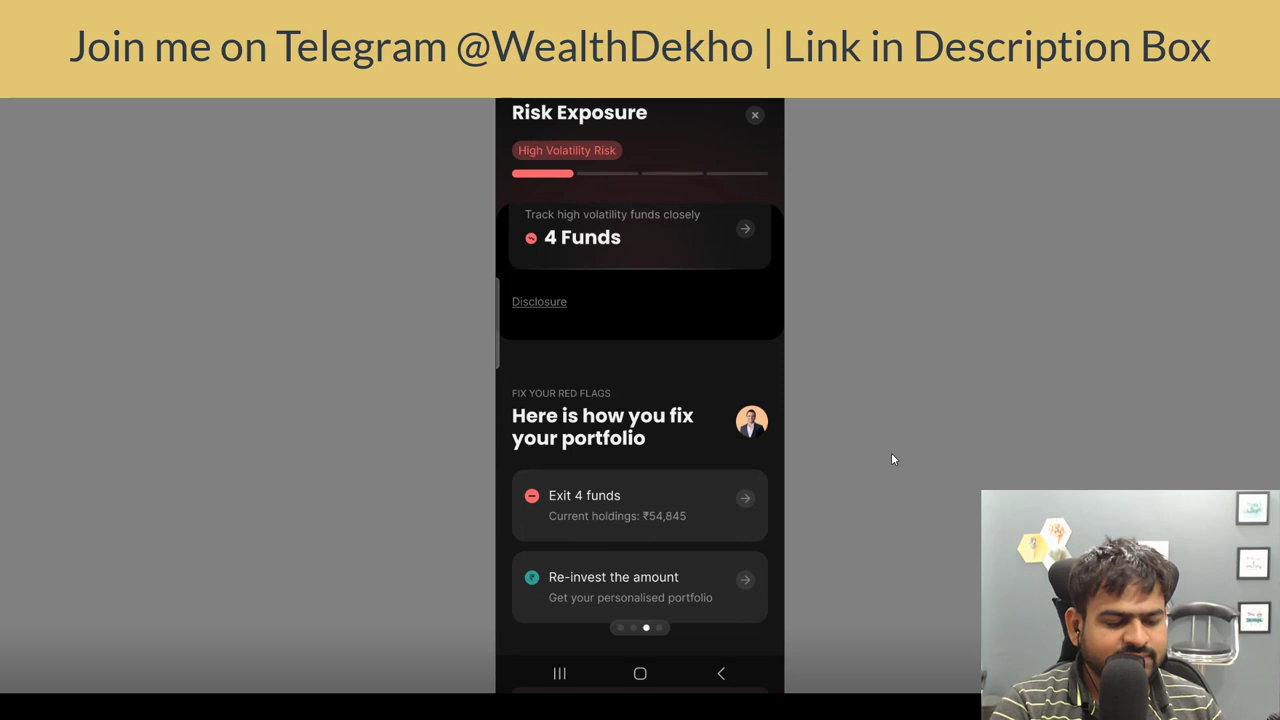 Join me on Telegram @WealthDekho | Link in Description Box
Risk Exposure
High Volatility Risk
Track high volatility funds closely
4 Funds
Disclosure
FIX YOUR RED FLAGS
Here is how you fix
your portfolio
Exit 4 funds
Current holdings: ₹54,845
Re-invest the amount
Get your personalised portfolio